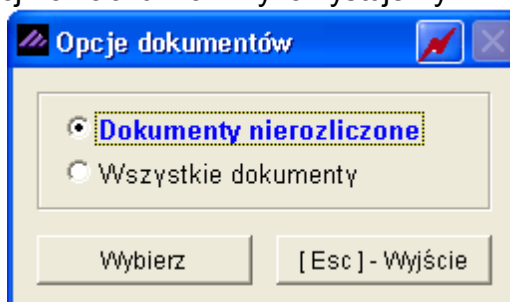 Opcje dokumentów
Dokumenty nierozliczone
Wszystkie dokumenty
Wybierz
[ Esc ] - Wyjście